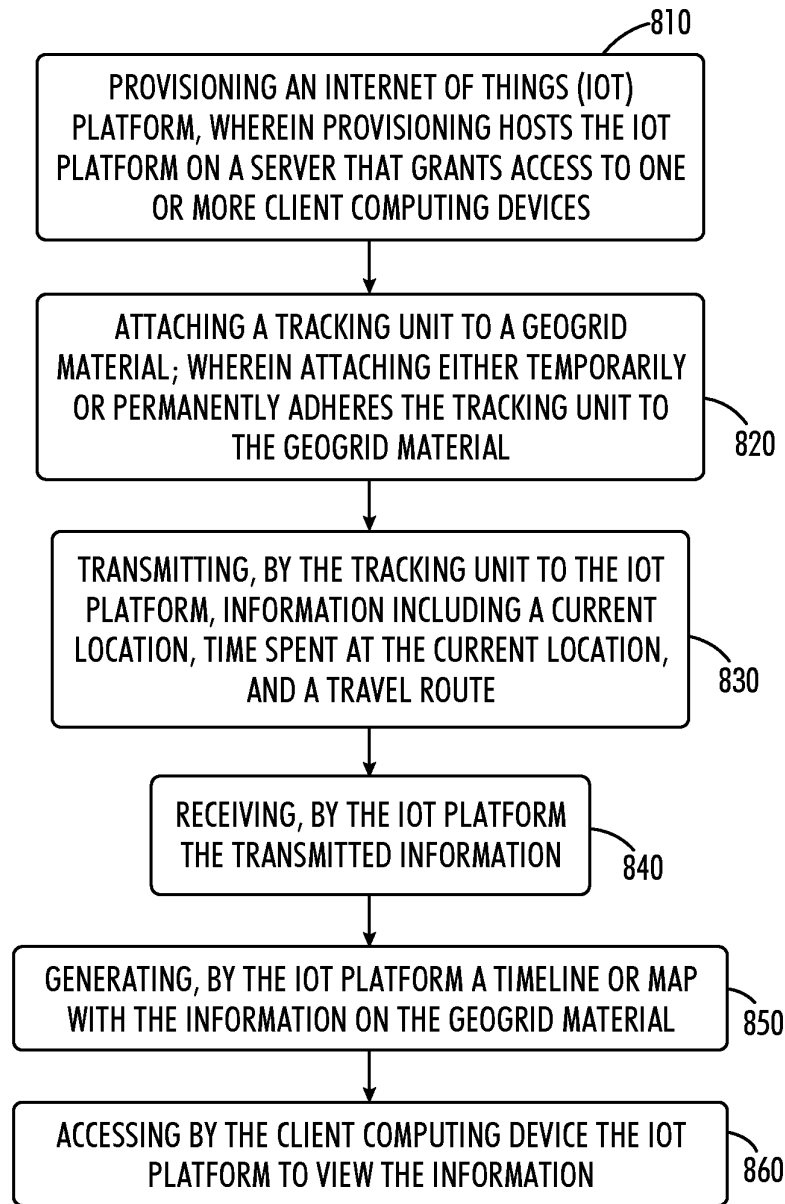 810
PROVISIONING AN INTERNET OF THINGS (IOT)
PLATFORM, WHEREIN PROVISIONING HOSTS THE IOT
PLATFORM ON A SERVER THAT GRANTS ACCESS TO ONE
OR MORE CLIENT COMPUTING DEVICES
ATTACHING A TRACKING UNIT TO A GEOGRID
MATERIAL; WHEREIN ATTACHING EITHER TEMPORARILY
OR PERMANENTLY ADHERES THE TRACKING UNIT TO
THE GEOGRID MATERIAL
820
TRANSMITTING, BY THE TRACKING UNIT TO THE IOT
PLATFORM, INFORMATION INCLUDING A CURRENT
LOCATION, TIME SPENT AT THE CURRENT LOCATION,
AND A TRAVEL ROUTE
830
RECEIVING, BY THE IOT PLATFORM
THE TRANSMITTED INFORMATION
840
GENERATING, BY THE IOT PLATFORM A TIMELINE OR MAP
WITH THE INFORMATION ON THE GEOGRID MATERIAL
850
ACCESSING BY THE CLIENT COMPUTING DEVICE THE IOT
PLATFORM TO VIEW THE INFORMATION
860